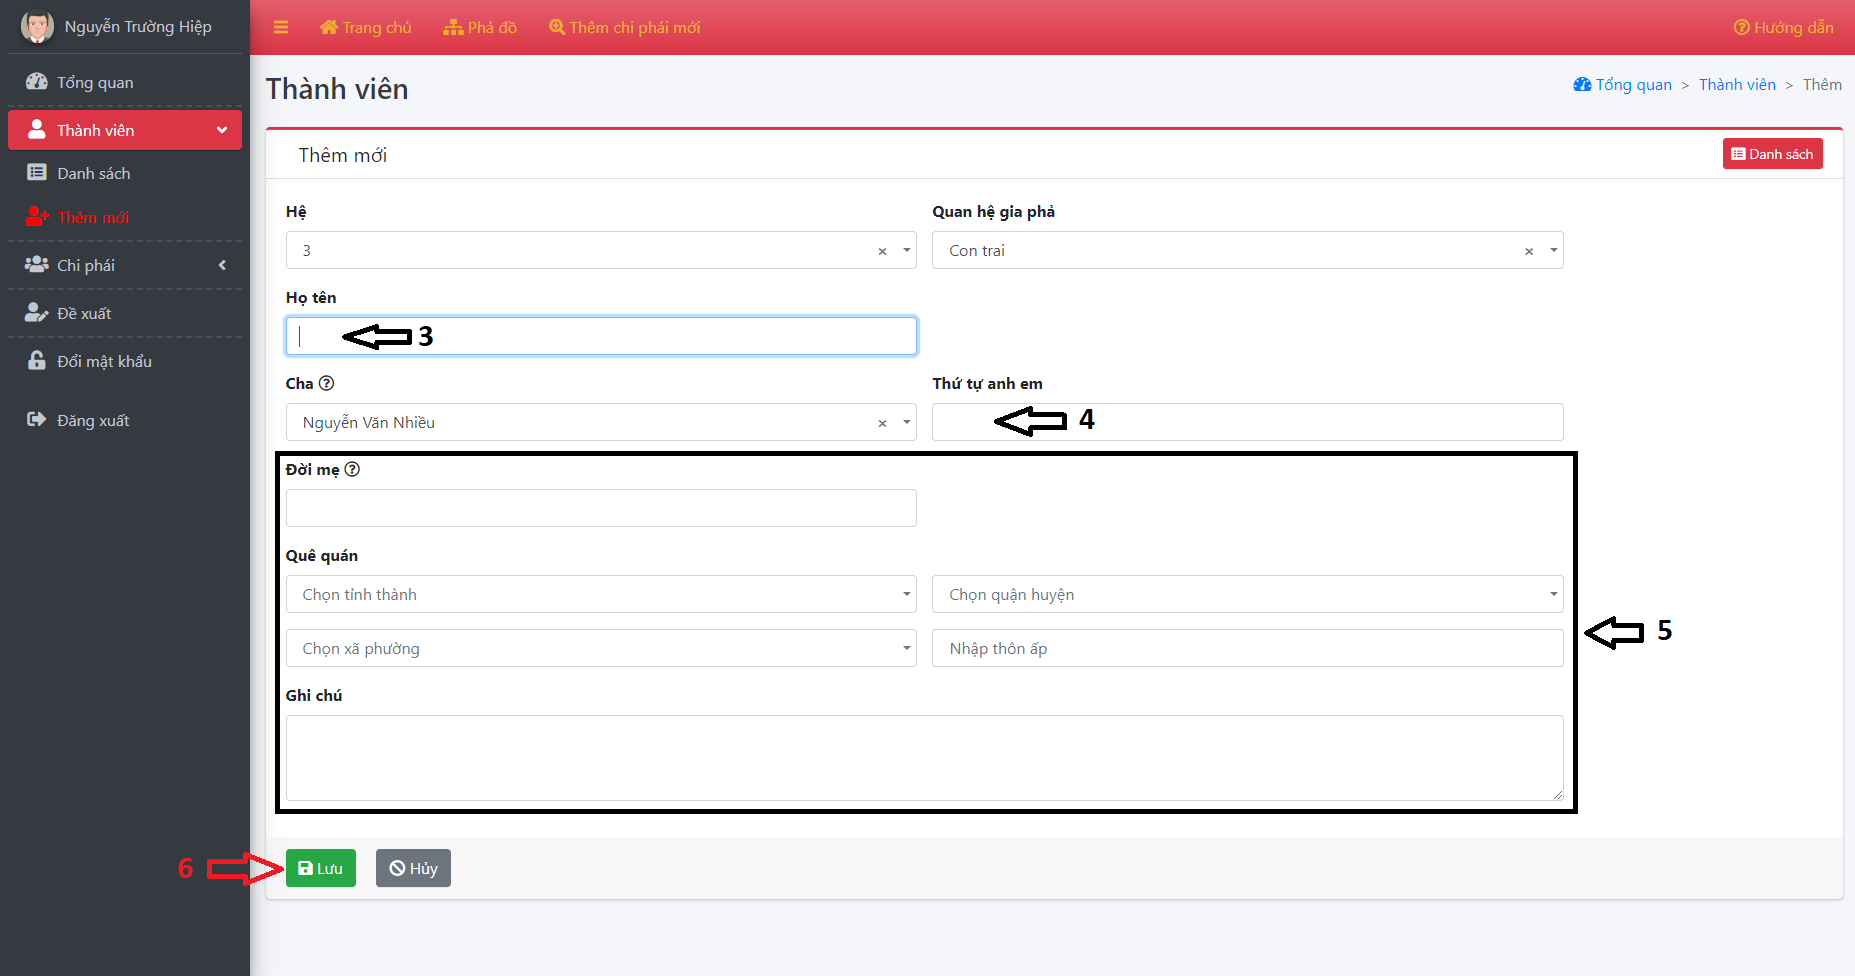 Nguyễn Trường Hiệp
Trang chủ
Phả đồ
Thêm chi phái mới
Hướng dẫn
Tổng quan
Thành viên
Danh sách
Thêm mới
Chi phái
Đề xuất
Đổi mật khẩu
Đăng xuất
Thành viên
Tổng quan > Thành viên > Thêm
Thêm mới
Danh sách
Hệ
Quan hệ gia phả
3 ×
Con trai ×
Họ tên
3
Cha ?
Thứ tự anh em
Nguyễn Văn Nhiều ×
4
Đời mẹ ?
Quê quán
Chọn tỉnh thành
Chọn quận huyện
Chọn xã phường
Nhập thôn ấp
5
Ghi chú
6
Lưu
Hủy